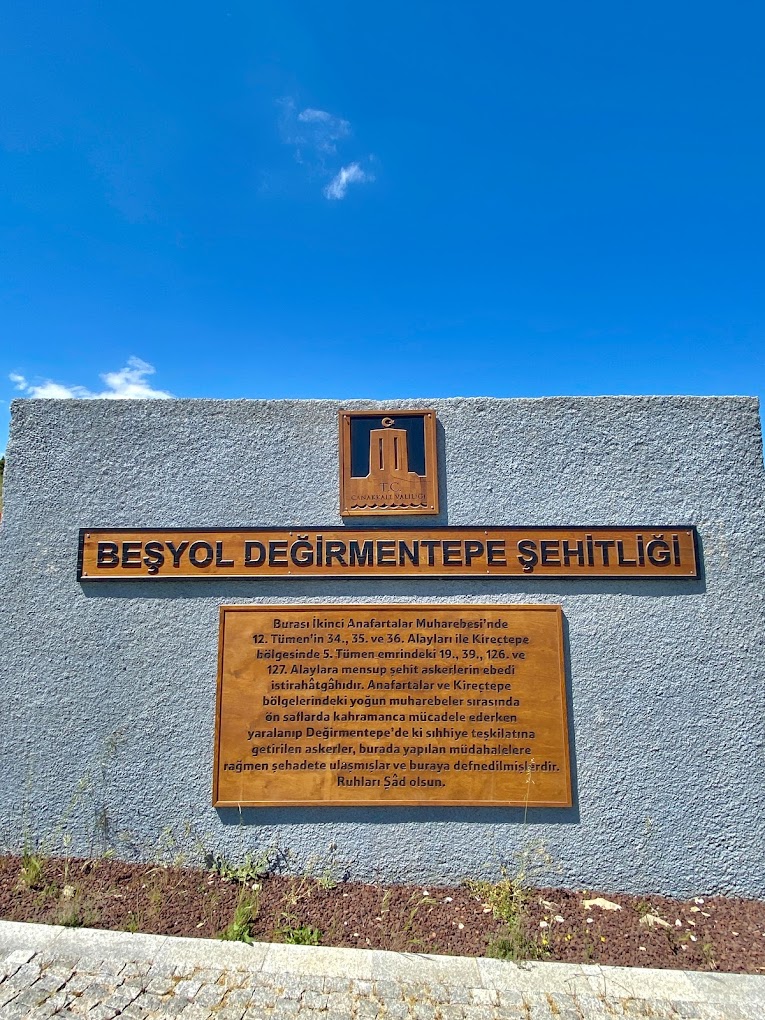 T.C.
ÇANAKKALE VALİLİĞİ
BEŞYOL DEĞİRMENTEPE ŞEHİTLİĞİ
Burası İkinci Anafartalar Muharebesi'nde
12. Tümen'in 34., 35. ve 36. Alayları ile Kireçtepe
bölgesinde 5. Tümen emrindeki 19., 39., 126. ve
127. Alaylara mensup şehit askerlerin ebedî
istirahâtgâhıdır. Anafartalar ve Kireçtepe
bölgelerindeki yoğun muharebeler sırasında
ön saflarda kahramanca mücadele ederken
yaralanıp Değirmentepe'de ki sıhhiye teşkilatına
getirilen askerler, burada yapılan müdahalelere
rağmen şehadete ulaşmışlar ve buraya defnedilmişlerdir.
Ruhları Şâd olsun.